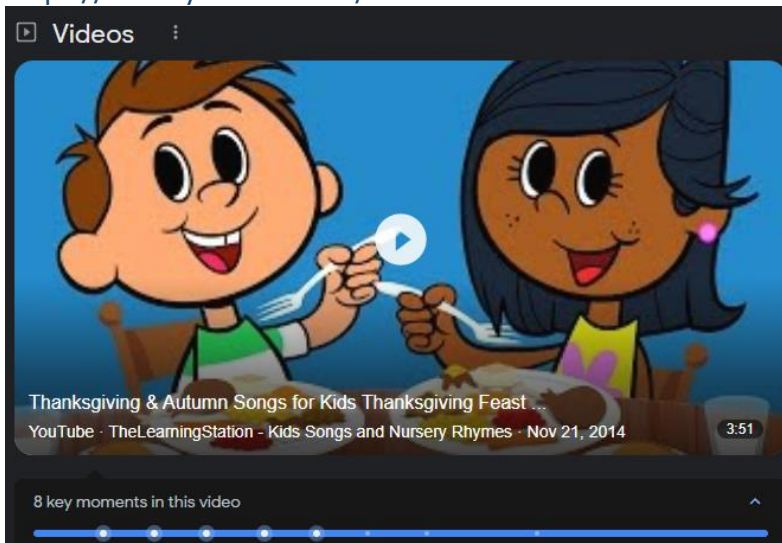 Videos
Thanksgiving & Autumn Songs for Kids Thanksgiving Feast ...
YouTube · TheLearningStation - Kids Songs and Nursery Rhymes · Nov 21, 2014
3:51
8 key moments in this video